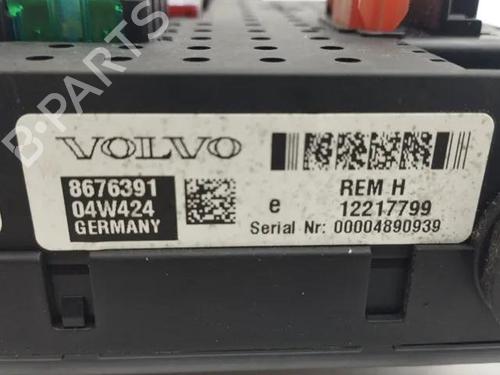 B-PARTS
VOLVO
8676391
04W424
GERMANY
e
REM H
12217799
Serial Nr: 00004890939